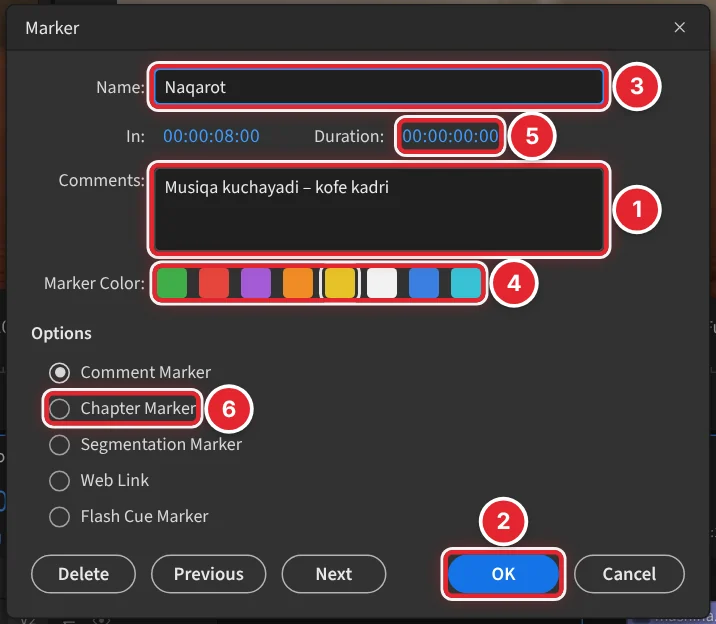 Marker
Name: Naqarot 3
In: 00:00:08:00 Duration: 00:00:00:00 5
Comments: Musiqa kuchayadi – kofe kadri 1
Marker Color: 4
Options
Comment Marker
Chapter Marker 6
Segmentation Marker
Web Link
Flash Cue Marker
2
Delete Previous Next OK Cancel